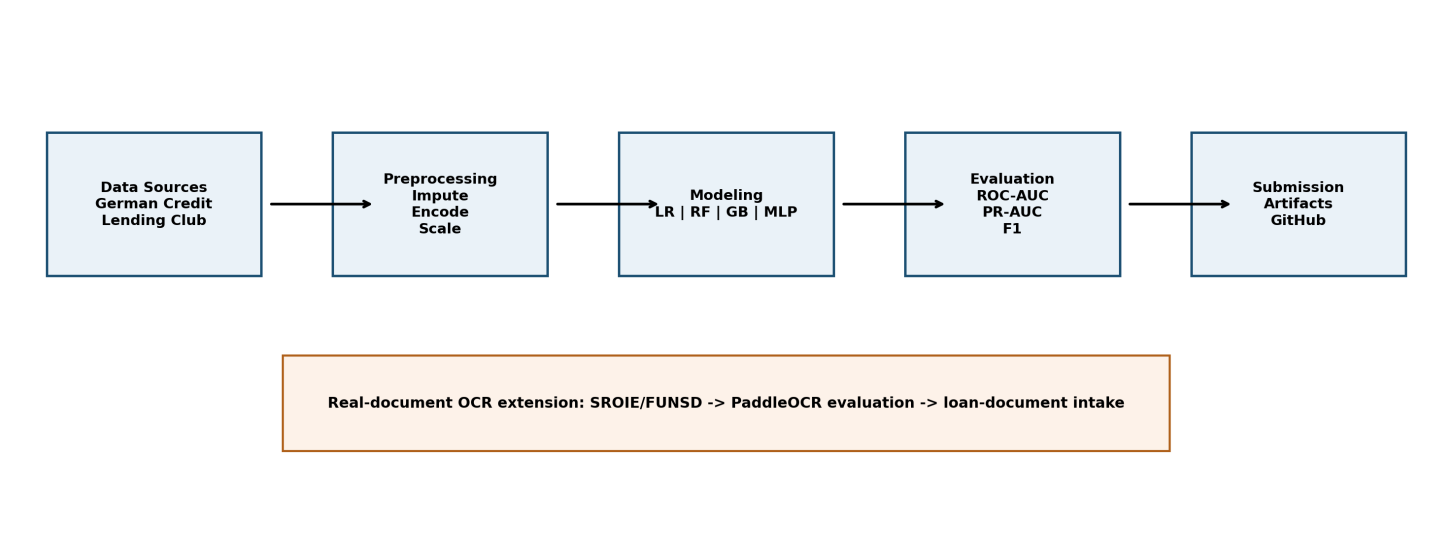 Data Sources
German Credit
Lending Club
Preprocessing
Impute
Encode
Scale
Modeling
LR | RF | GB | MLP
Evaluation
ROC-AUC
PR-AUC
F1
Submission
Artifacts
GitHub
Real-document OCR extension: SROIE/FUNSD -> PaddleOCR evaluation -> loan-document intake